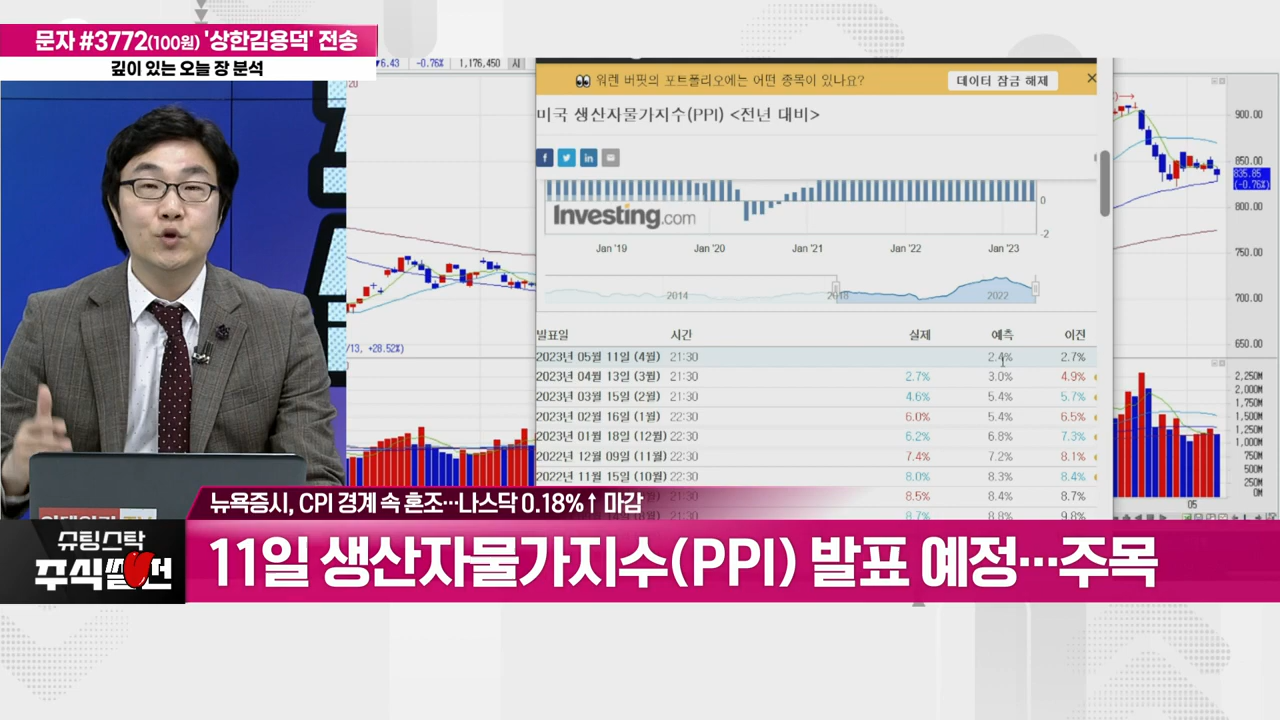 문자 #3772(100원) '상한김용덕' 전송
깊이 있는 오늘 장 분석
▼6.43 -0.76% 1,176,450 시
워렌 버핏의 포트폴리오에는 어떤 종목이 있나요? 데이터 잠금 해제
미국 생산자물가지수(PPI) <전년 대비>
Investing.com
0
-2
Jan '19 Jan '20 Jan '21 Jan '22 Jan '23
2014 2018 2022
발표일 시간 실제 예측 이전
2023년 05월 11일 (4월) 21:30 2.4% 2.7%
2023년 04월 13일 (3월) 21:30 2.7% 3.0% 4.9%
2023년 03월 15일 (2월) 21:30 4.6% 5.4% 5.7%
2023년 02월 16일 (1월) 22:30 6.0% 5.4% 6.5%
2023년 01월 18일 (12월) 22:30 6.2% 6.8% 7.3%
2022년 12월 09일 (11월) 22:30 7.4% 7.2% 8.1%
2022년 11월 15일 (10월) 22:30 8.0% 8.3% 8.4%
8.5% 8.4% 8.7%
8.7% 8.8% 9.8%
/13, +28.52%)
900.00
850.00
835.85
(-0.76%)
800.00
750.00
700.00
650.00
2,250M
2,000M
1,750M
1,500M
1,250M
1,000M
750M
500M
250M
0M
05
뉴욕증시, CPI 경계 속 혼조…나스닥 0.18%↑ 마감
슈팅스탁
주식썰전
11일 생산자물가지수(PPI) 발표 예정…주목